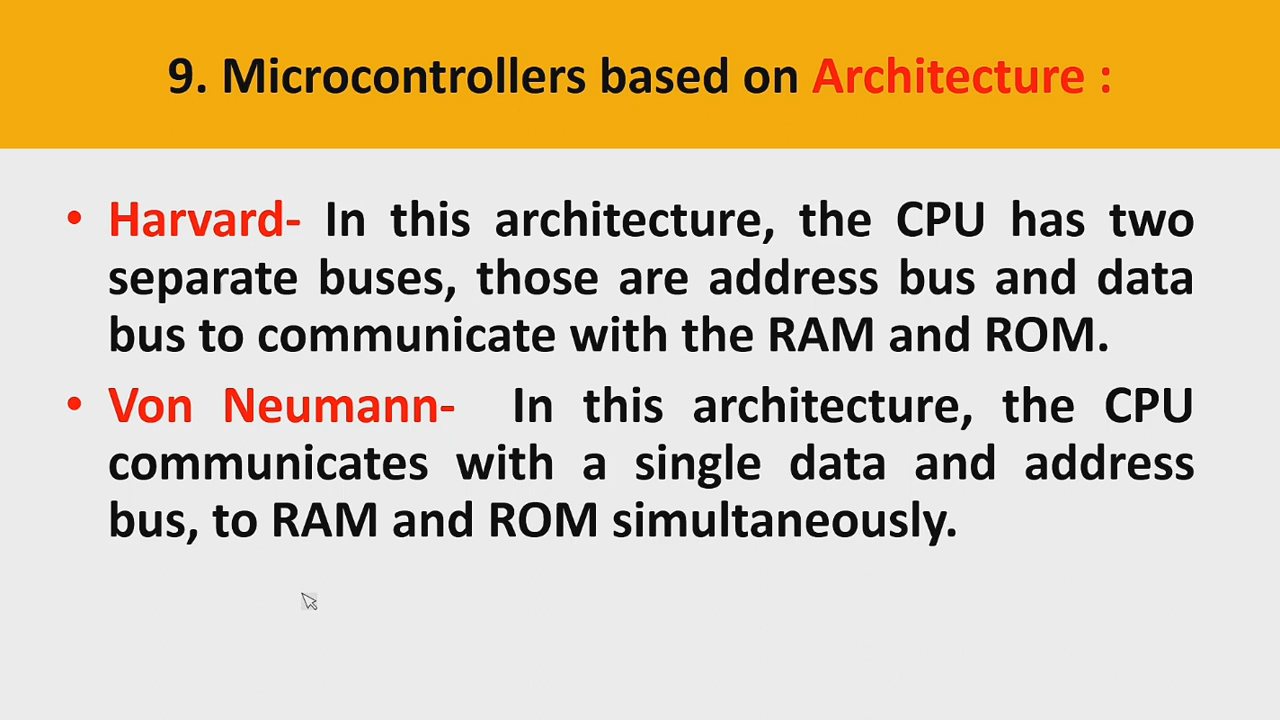 9. Microcontrollers based on Architecture :
• Harvard- In this architecture, the CPU has two
separate buses, those are address bus and data
bus to communicate with the RAM and ROM.
• Von Neumann- In this architecture, the CPU
communicates with a single data and address
bus, to RAM and ROM simultaneously.